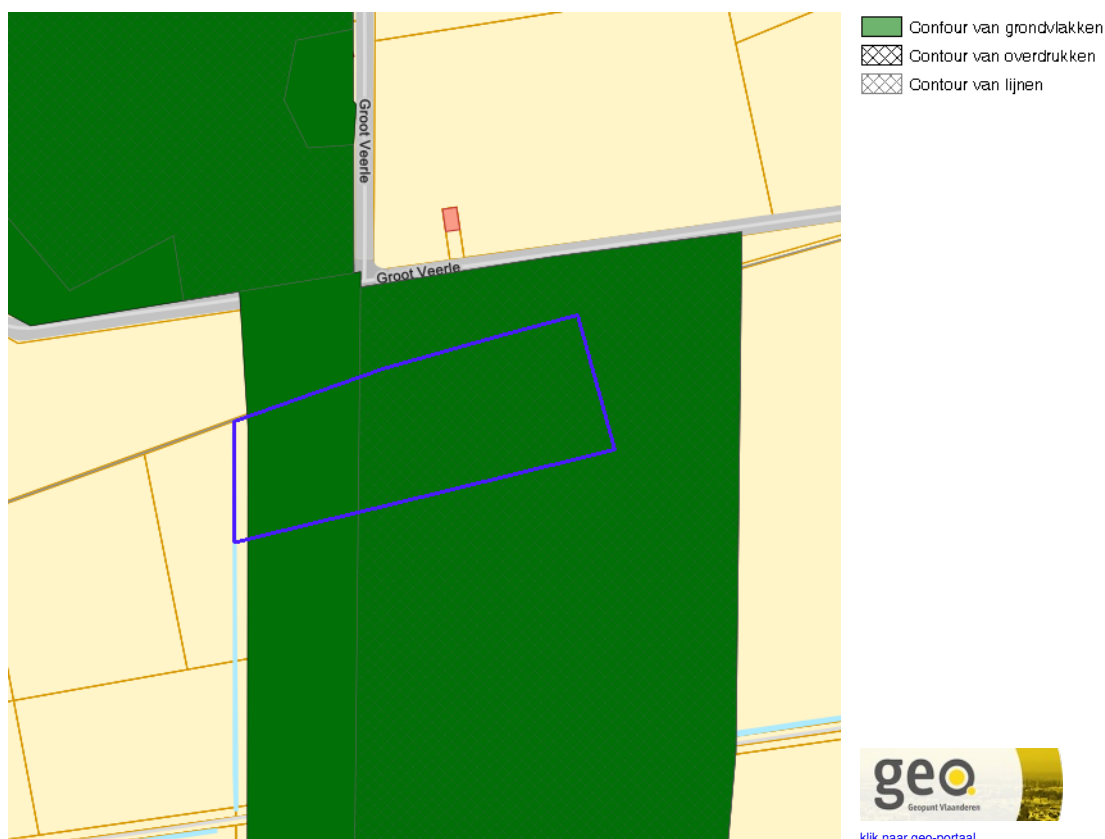 Groot Veerle
Groot Veerle
Contour van grondvlakken
Contour van overdrukken
Contour van lijnen
geo.
Geopunt Vlaanderen
klik naar geo-portaal